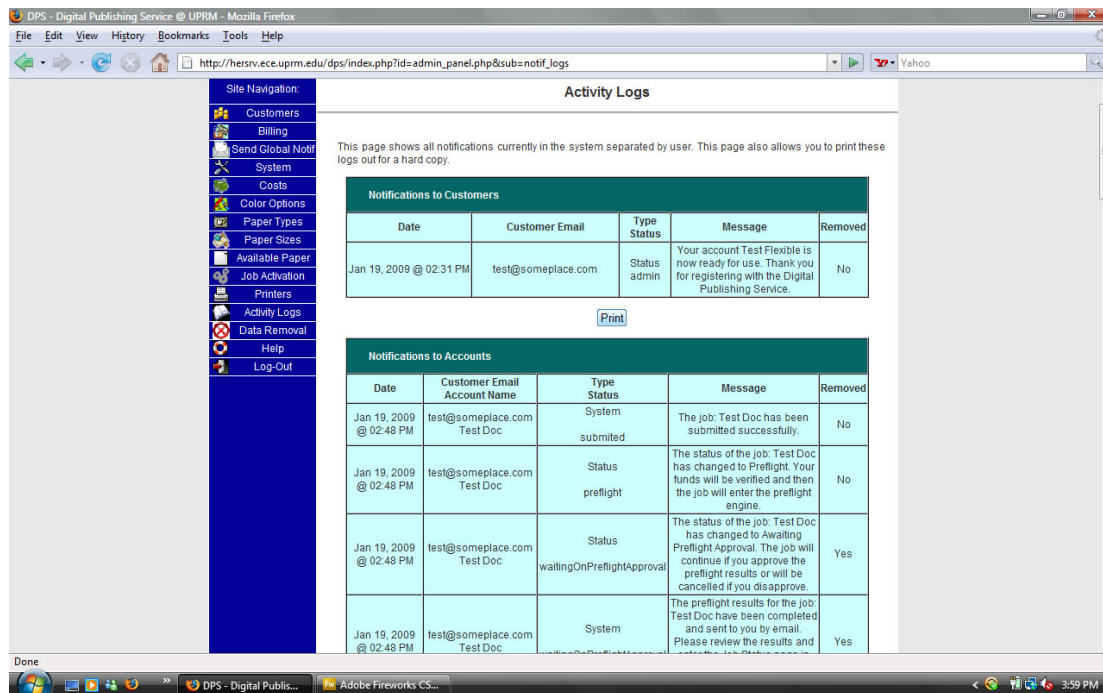 DPS - Digital Publishing Service @ UPRM - Mozilla Firefox
File Edit View History Bookmarks Tools Help
http://hersrv.ece.uprm.edu/dps/index.php?id=admin_panel.php&sub=notif_logs
Yahoo
Site Navigation:
Customers
Billing
Send Global Notif
System
Costs
Color Options
Paper Types
Paper Sizes
Available Paper
Job Activation
Printers
Activity Logs
Data Removal
Help
Log-Out
Activity Logs
This page shows all notifications currently in the system separated by user. This page also allows you to print these
logs out for a hard copy.
Notifications to Customers
Date Customer Email Type Status Message Removed
Jan 19, 2009 @ 02:31 PM
test@someplace.com
Status
admin
Your account Test Flexible is
now ready for use. Thank you
for registering with the Digital
Publishing Service.
No
Print
Notifications to Accounts
Date
Customer Email
Account Name
Type
Status
Message
Removed
Jan 19, 2009
@ 02:48 PM
test@someplace.com
Test Doc
System
submited
The job: Test Doc has been
submitted successfully.
No
Jan 19, 2009
@ 02:48 PM
test@someplace.com
Test Doc
Status
preflight
The status of the job: Test Doc
has changed to Preflight. Your
funds will be verified and then
the job will enter the preflight
engine.
No
Jan 19, 2009
@ 02:48 PM
test@someplace.com
Test Doc
Status
waitingOnPreflightApproval
The status of the job: Test Doc
has changed to Awaiting
Preflight Approval. The job will
continue if you approve the
preflight results or will be
cancelled if you disapprove.
Yes
Jan 19, 2009
@ 02:48 PM
test@someplace.com
Test Doc
System
The preflight results for the job:
Test Doc have been completed
and sent to you by email.
Please review the results and
Yes
Done
DPS - Digital Publis...
Adobe Fireworks CS...
3:59 PM